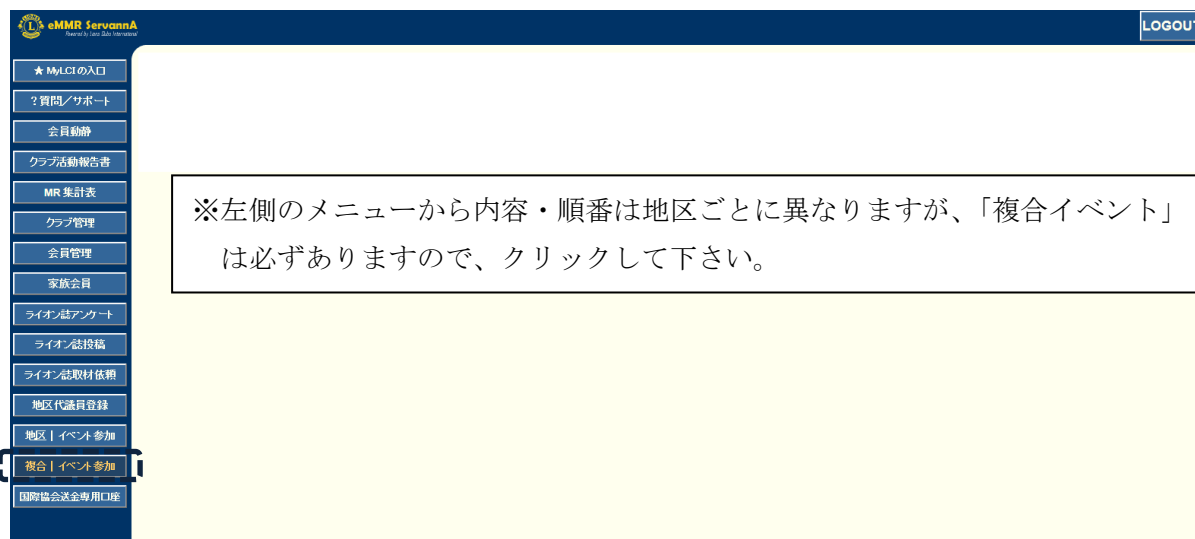 eMMR ServannA
Powered by Lions Clubs International
LOGOUT
★ MyLCIの入口
?質問/サポート
会員動静
クラブ活動報告書
MR 集計表
クラブ管理
会員管理
家族会員
ライオン誌アンケート
ライオン誌投稿
ライオン誌取材依頼
地区代議員登録
地区 | イベント参加
複合 | イベント参加
国際協会送金専用口座
※左側のメニューから内容・順番は地区ごとに異なりますが、「複合イベント」
は必ずありますので、クリックして下さい。